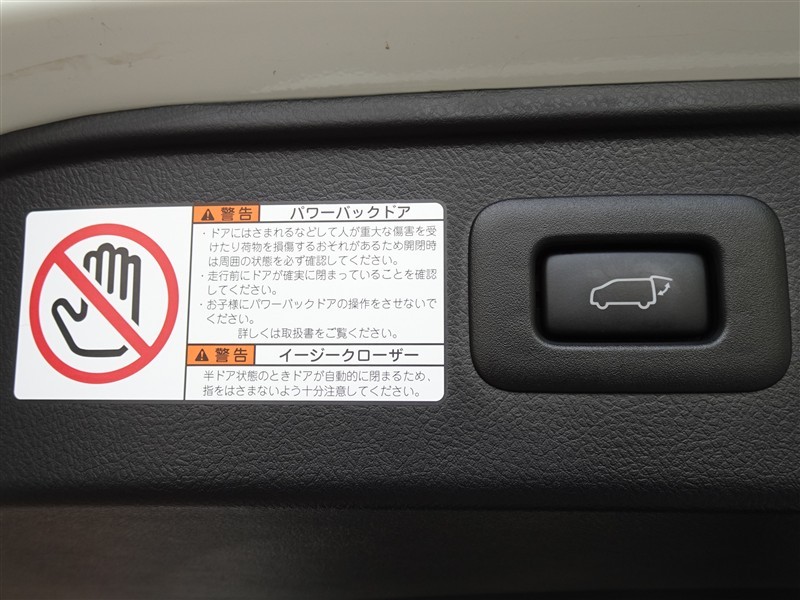 警告 パワーバックドア
・ドアにはさまれるなどして人が重大な傷害を受
けたり荷物を損傷するおそれがあるため開閉時
は周囲の状態を必ず確認してください。
・走行前にドアが確実に閉まっていることを確認
してください。
・お子様にパワーバックドアの操作をさせないで
ください。
詳しくは取扱書をご覧ください。
警告 イージークローザー
半ドア状態のときドアが自動的に閉まるため、
指をはさまないよう十分注意してください。